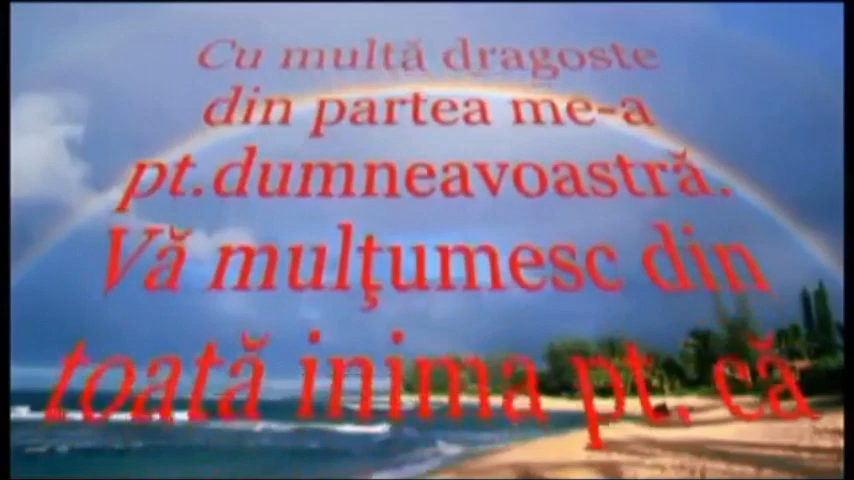 Cu multă dragoste
din partea me-a
pt.dumneavoastră.
Vă mulţumesc din
toată inima pt. că